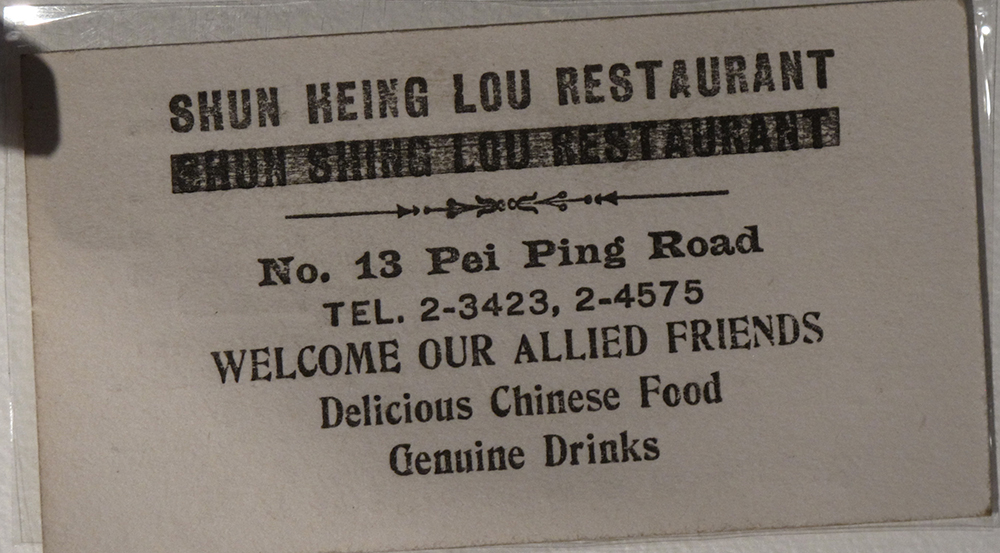 SHUN HEING LOU RESTAURANT
CHUN SHING LOU RESTAURANT
No. 13 Pei Ping Road
TEL. 2-3423, 2-4575
WELCOME OUR ALLIED FRIENDS
Delicious Chinese Food
Genuine Drinks